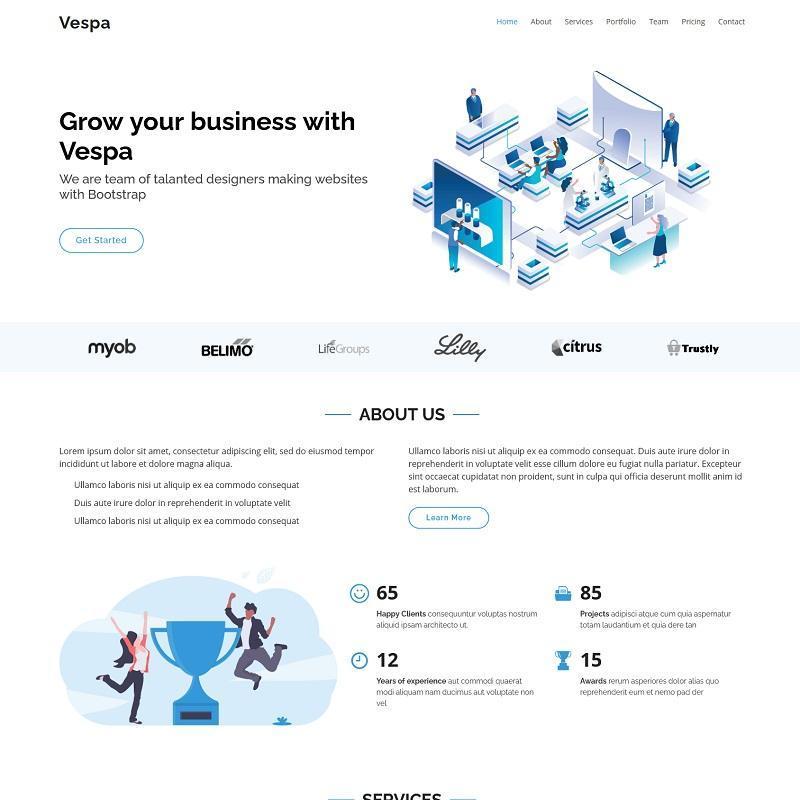 Vespa
Home About Services Portfolio Team Pricing Contact
Grow your business with
Vespa
We are team of talanted designers making websites
with Bootstrap
Get Started
myob BELIMO LifeGroups Lilly citrus Trustly
ABOUT US
Lorem ipsum dolor sit amet, consectetur adipiscing elit, sed do eiusmod tempor
incididunt ut labore et dolore magna aliqua.
Ullamco laboris nisi ut aliquip ex ea commodo consequat
Duis aute irure dolor in reprehenderit in voluptate velit
Ullamco laboris nisi ut aliquip ex ea commodo consequat
Ullamco laboris nisi ut aliquip ex ea commodo consequat. Duis aute irure dolor in
reprehenderit in voluptate velit esse cillum dolore eu fugiat nulla pariatur. Excepteur
sint occaecat cupidatat non proident, sunt in culpa qui officia deserunt mollit anim id
est laborum.
Learn More
65
Happy Clients consequuntur voluptas nostrum
aliquid ipsam architecto ut.
85
Projects adipisci atque cum quia aspernatur
totam laudantium et quia dere tan
12
Years of experience aut commodi quaerat
modi aliquam nam ducimus aut voluptate non
vel
15
Awards rerum asperiores dolor alias quo
reprehenderit eum et nemo pad der
SERVICES